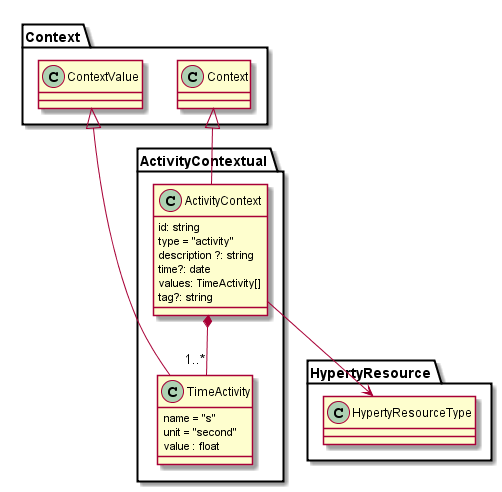 Context
C ContextValue
C Context
ActivityContextual
C ActivityContext
id: string
type = "activity"
description ?: string
time?: date
values: TimeActivity[]
tag?: string
1..*
HypertyResource
C TimeActivity
name = "s"
unit = "second"
value : float
C HypertyResourceType